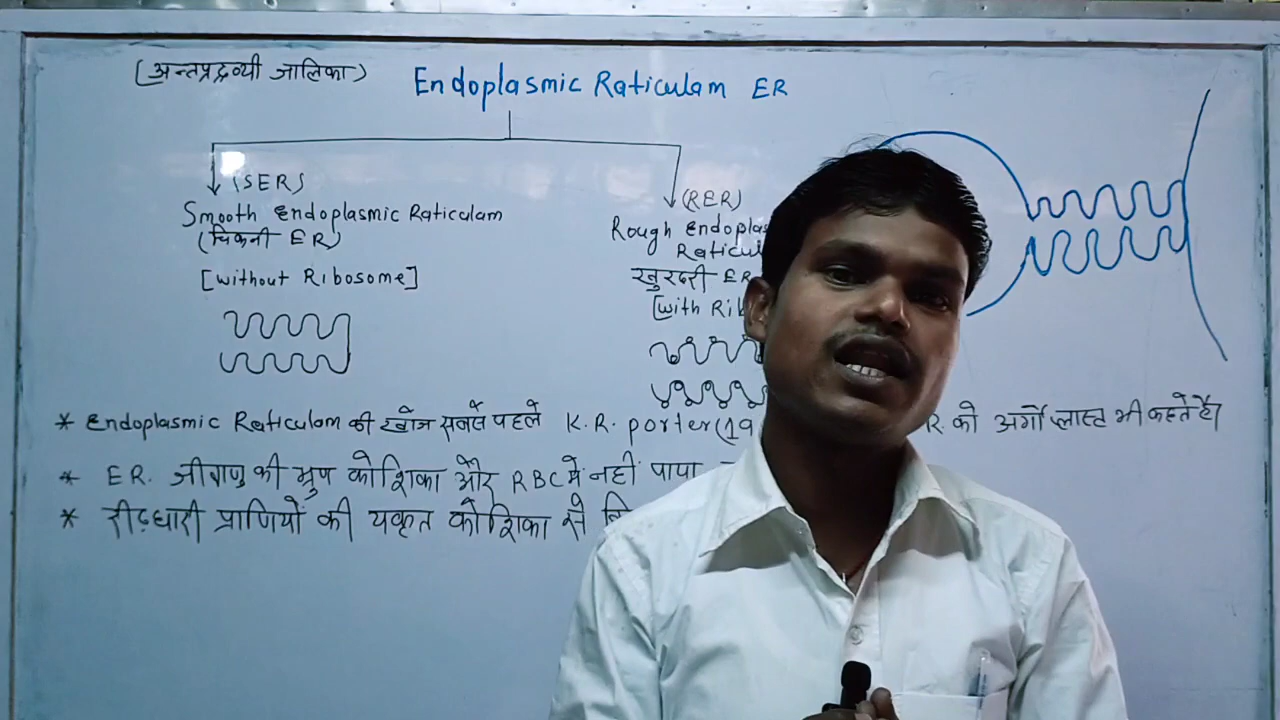 (अन्तप्रद्रव्यी जालिका) Endoplasmic Raticulam ER
(SER)
Smooth Endoplasmic Raticulam
(चिकनी ER)
[without Ribosome]
(RER)
Rough Endoplas
Raticul
खुरदरी ER
[with Rib
* Endoplasmic Raticulam की खोज सबसे पहले K.R. porter(19 R को अर्गोप्लास्ट भी कहते है।
* ER. जीवाणु की भ्रुण कोशिका और RBC में नहीं पाया
* रीढ़धारी प्राणियों की यकृत कोशिका से